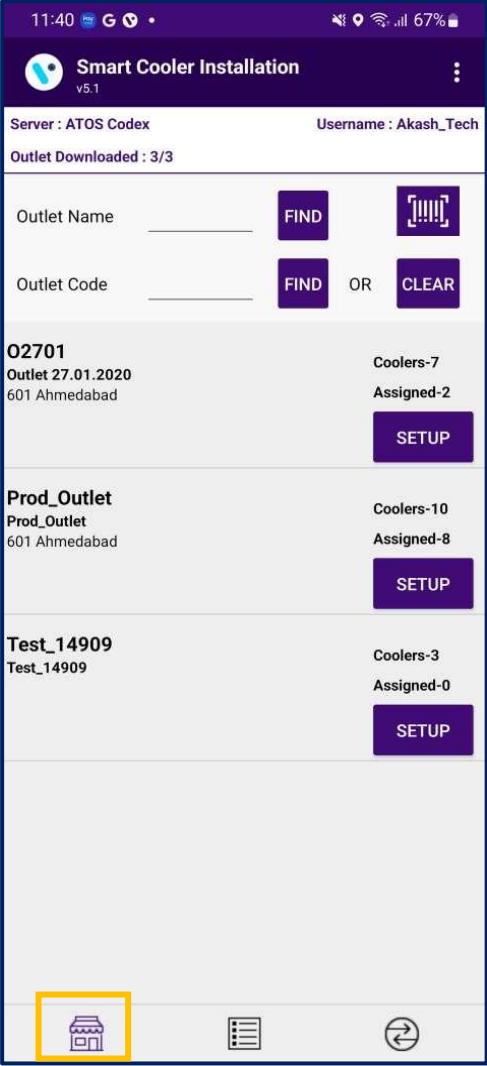 11:40 G • 67%
Smart Cooler Installation
v5.1
Server : ATOS Codex Username : Akash_Tech
Outlet Downloaded : 3/3
Outlet Name FIND
Outlet Code FIND OR CLEAR
O2701
Outlet 27.01.2020
601 Ahmedabad
Coolers-7
Assigned-2
SETUP
Prod_Outlet
Prod_Outlet
601 Ahmedabad
Coolers-10
Assigned-8
SETUP
Test_14909
Test_14909
Coolers-3
Assigned-0
SETUP